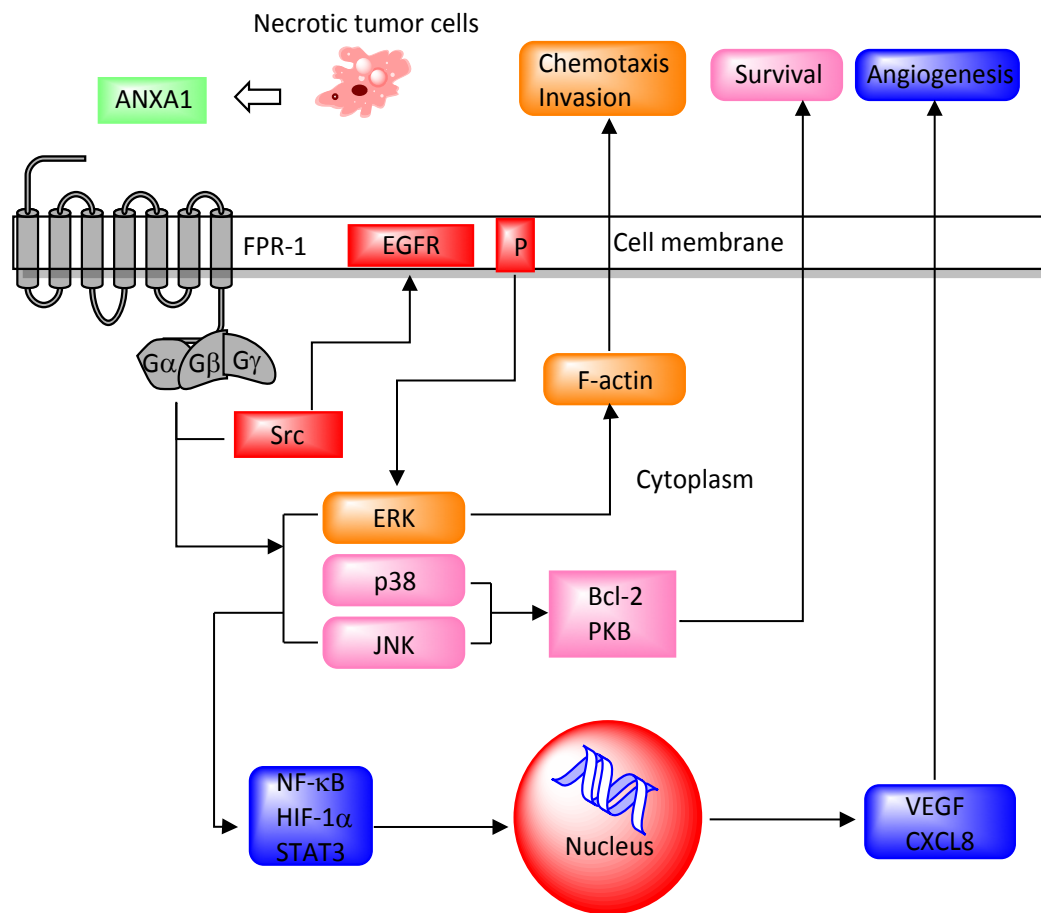 Necrotic tumor cells
ANXA1
Chemotaxis
Invasion
Survival
Angiogenesis
FPR-1
EGFR
P
Cell membrane
Gα
Gβ
Gγ
F-actin
Src
Cytoplasm
ERK
p38
JNK
Bcl-2
PKB
NF-κB
HIF-1α
STAT3
Nucleus
VEGF
CXCL8